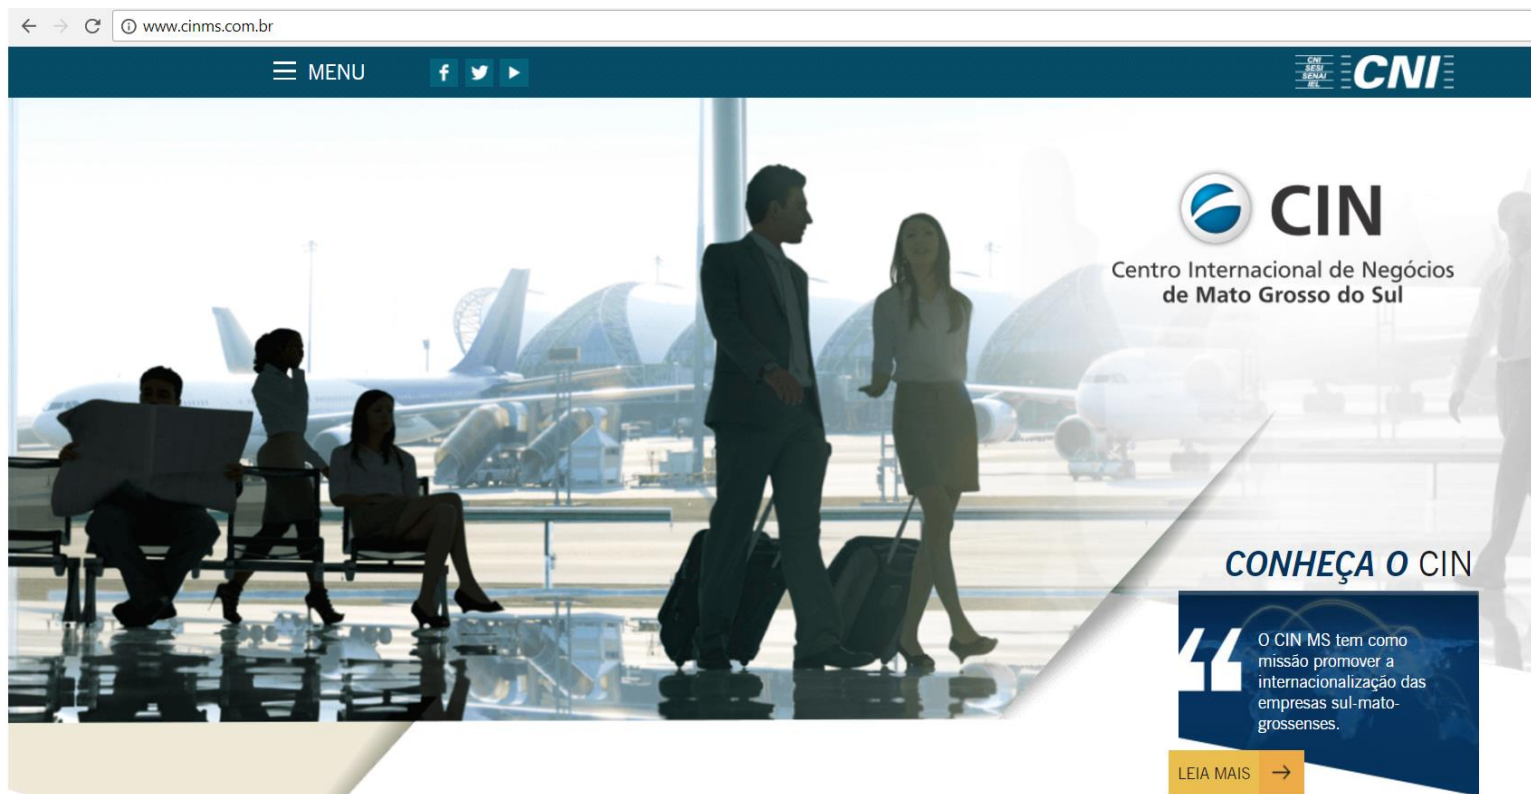 www.cinms.com.br
MENU
CNI
SESI
SENAI
IEL
CNI
CIN
Centro Internacional de Negócios
de Mato Grosso do Sul
CONHEÇA O CIN
O CIN MS tem como
missão promover a
internacionalização das
empresas sul-mato-
grossenses.
LEIA MAIS